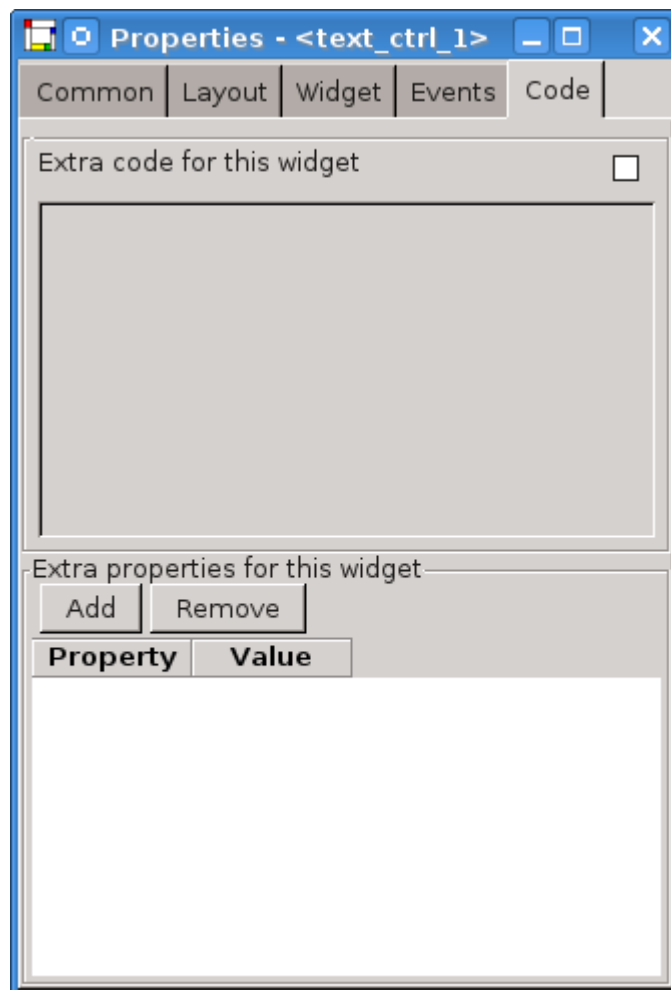 Properties - <text_ctrl_1>
Common Layout Widget Events Code
Extra code for this widget
Extra properties for this widget
Add Remove
Property Value